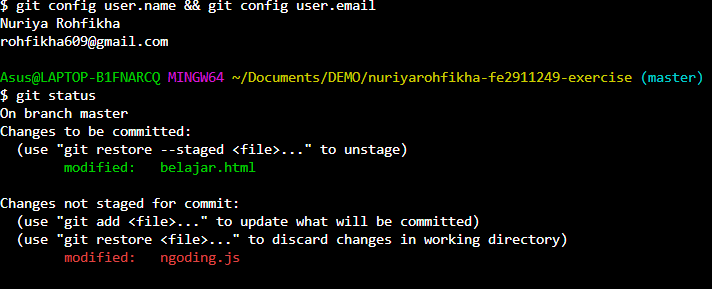 $ git config user.name && git config user.email
Nuriya Rohfikha
rohfikha609@gmail.com
Asus@LAPTOP-B1FNARCQ MINGW64 ~/Documents/DEMO/nuriyarohfikha-fe2911249-exercise (master)
$ git status
On branch master
Changes to be committed:
  (use "git restore --staged <file>..." to unstage)
        modified:   belajar.html

Changes not staged for commit:
  (use "git add <file>..." to update what will be committed)
  (use "git restore <file>..." to discard changes in working directory)
        modified:   ngoding.js